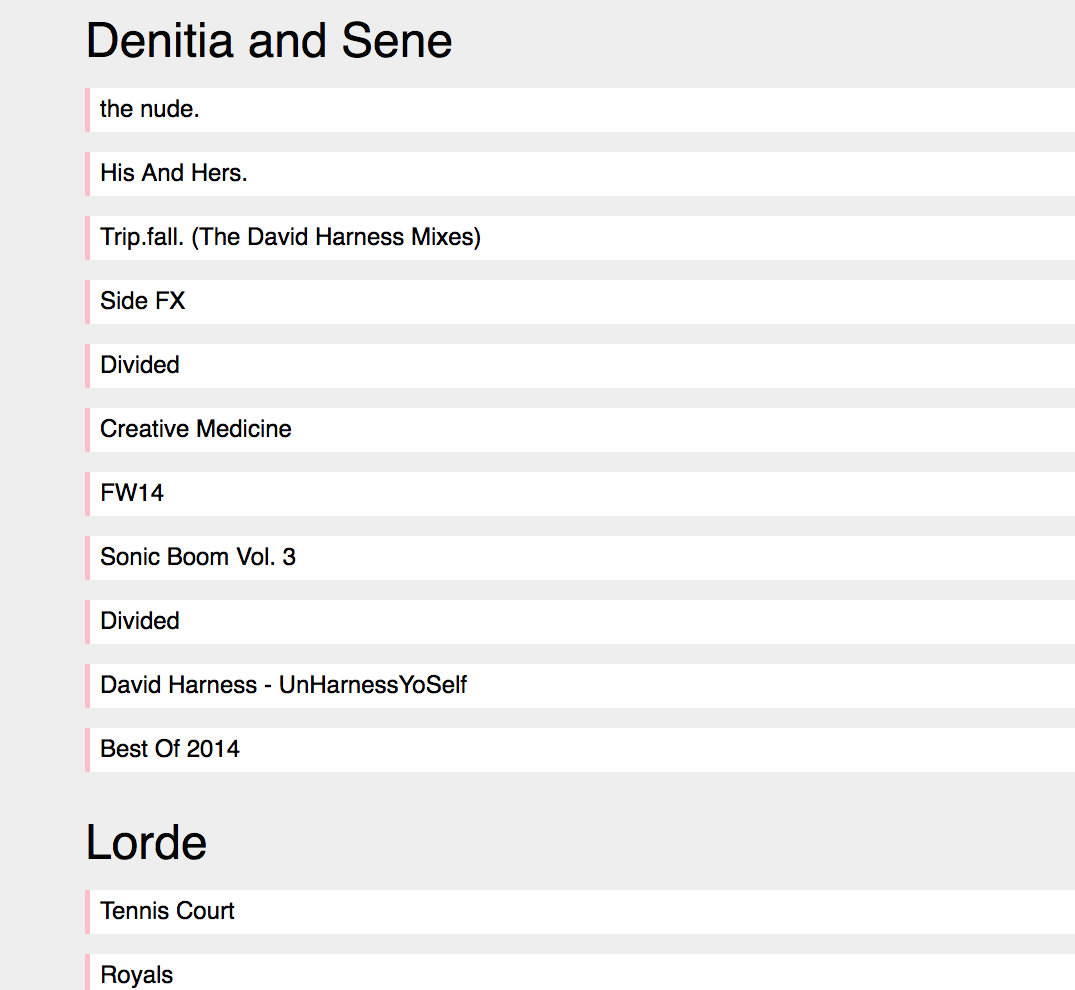 Denitia and Sene
the nude.
His And Hers.
Trip.fall. (The David Harness Mixes)
Side FX
Divided
Creative Medicine
FW14
Sonic Boom Vol. 3
Divided
David Harness - UnHarnessYoSelf
Best Of 2014
Lorde
Tennis Court
Royals